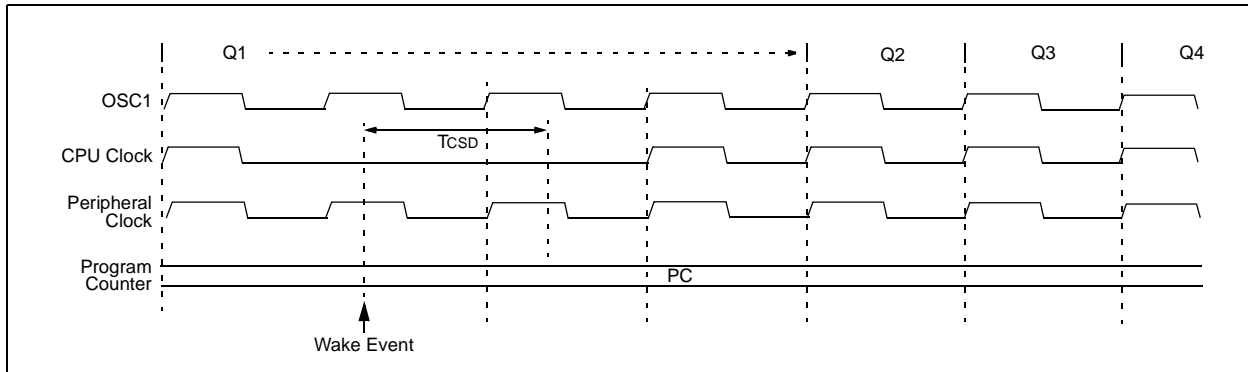 Q1 Q2 Q3 Q4
OSC1
TCSD
CPU Clock
Peripheral
Clock
Program
Counter
PC
Wake Event